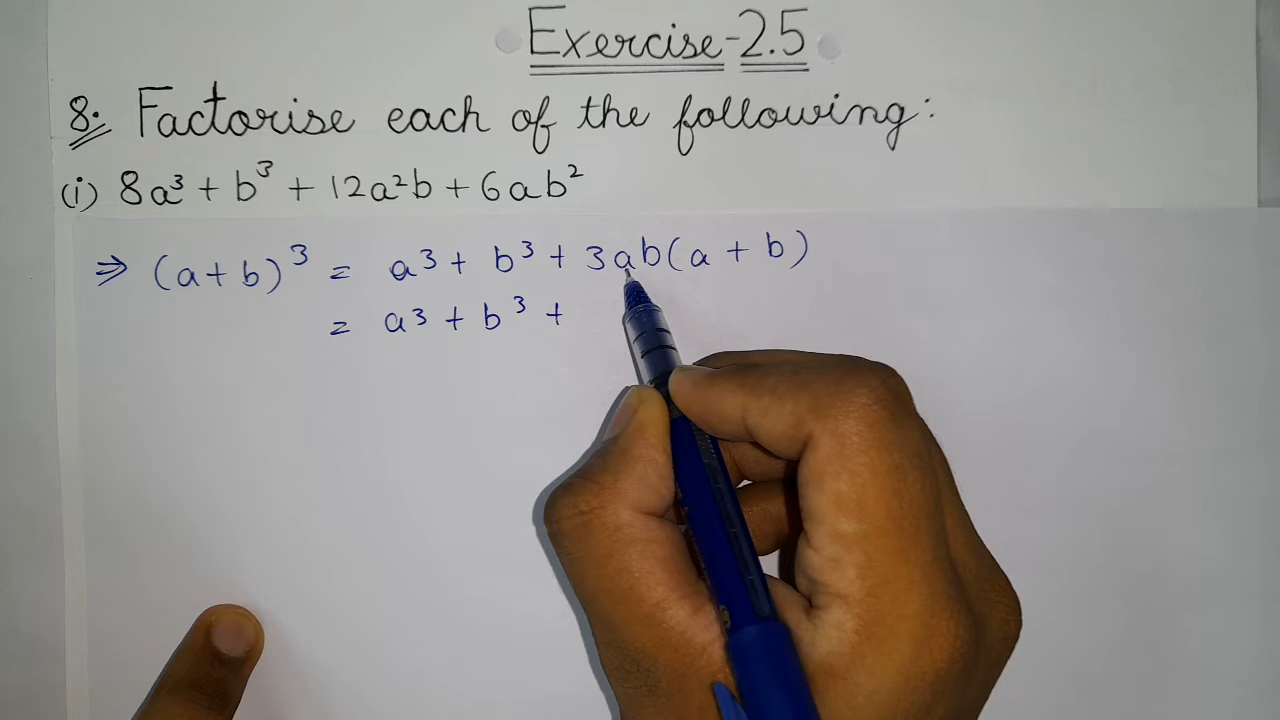 Exercise-2.5
8. Factorise each of the following:
(i) 8a³ + b³ + 12a²b + 6ab²
⇒ (a+b)³ = a³ + b³ + 3ab(a + b)
= a³ + b³ +